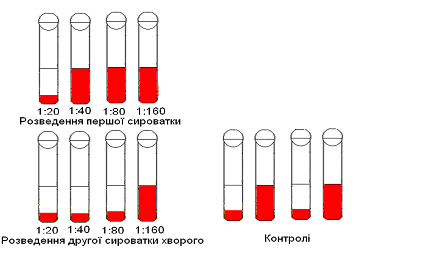 1:20 1:40 1:80 1:160
Розведення першої сироватки
1:20 1:40 1:80 1:160
Розведення другої сироватки хворого
Контролі